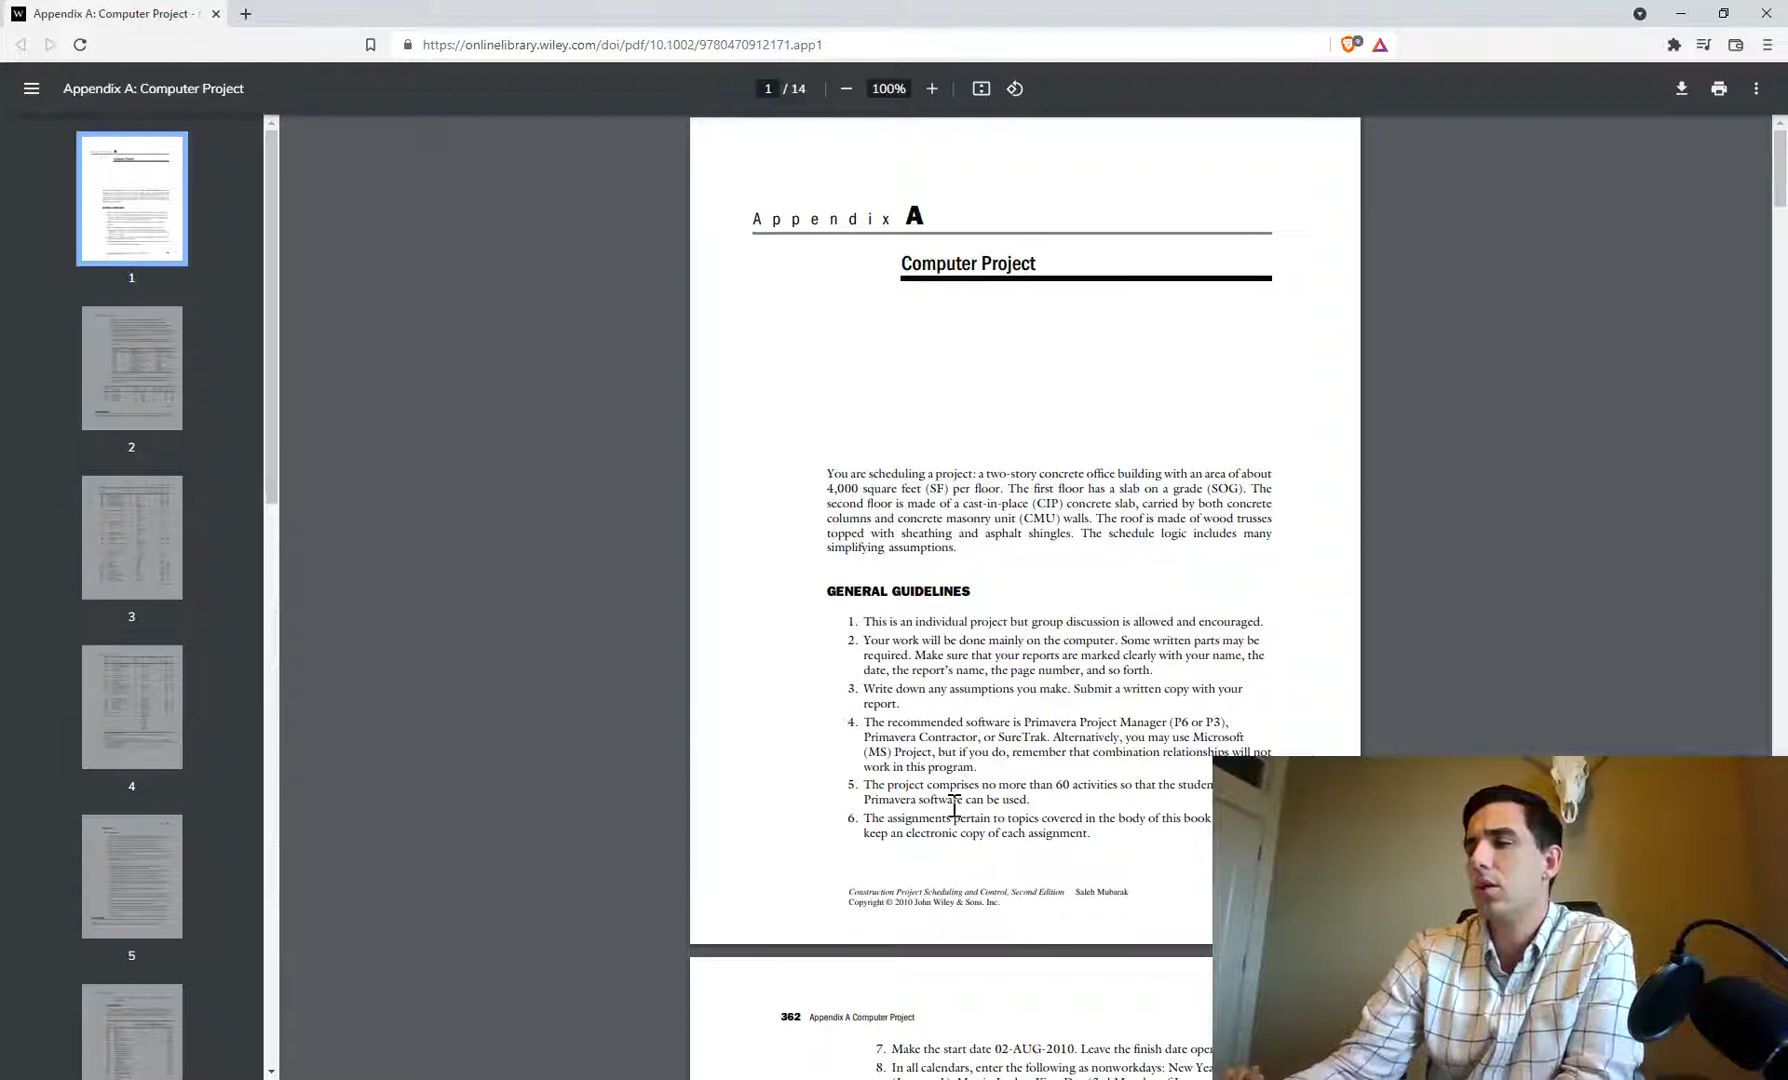 W Appendix A: Computer Project -
https://onlinelibrary.wiley.com/doi/pdf/10.1002/9780470912171.app1
9
Appendix A: Computer Project
1 / 14
100%
1
2
3
4
5
Appendix A
Computer Project
You are scheduling a project: a two-story concrete office building with an area of about
4,000 square feet (SF) per floor. The first floor has a slab on a grade (SOG). The
second floor is made of a cast-in-place (CIP) concrete slab, carried by both concrete
columns and concrete masonry unit (CMU) walls. The roof is made of wood trusses
topped with sheathing and asphalt shingles. The schedule logic includes many
simplifying assumptions.
GENERAL GUIDELINES
1. This is an individual project but group discussion is allowed and encouraged.
2. Your work will be done mainly on the computer. Some written parts may be
required. Make sure that your reports are marked clearly with your name, the
date, the report's name, the page number, and so forth.
3. Write down any assumptions you make. Submit a written copy with your
report.
4. The recommended software is Primavera Project Manager (P6 or P3),
Primavera Contractor, or SureTrak. Alternatively, you may use Microsoft
(MS) Project, but if you do, remember that combination relationships will not
work in this program.
5. The project comprises no more than 60 activities so that the studen
Primavera software can be used.
6. The assignments pertain to topics covered in the body of this book
keep an electronic copy of each assignment.
Construction Project Scheduling and Control, Second Edition Saleh Mubarak
Copyright © 2010 John Wiley & Sons. Inc.
362 Appendix A Computer Project
7. Make the start date 02-AUG-2010. Leave the finish date ope
8. In all calendars, enter the following as nonworkdays: New Yea